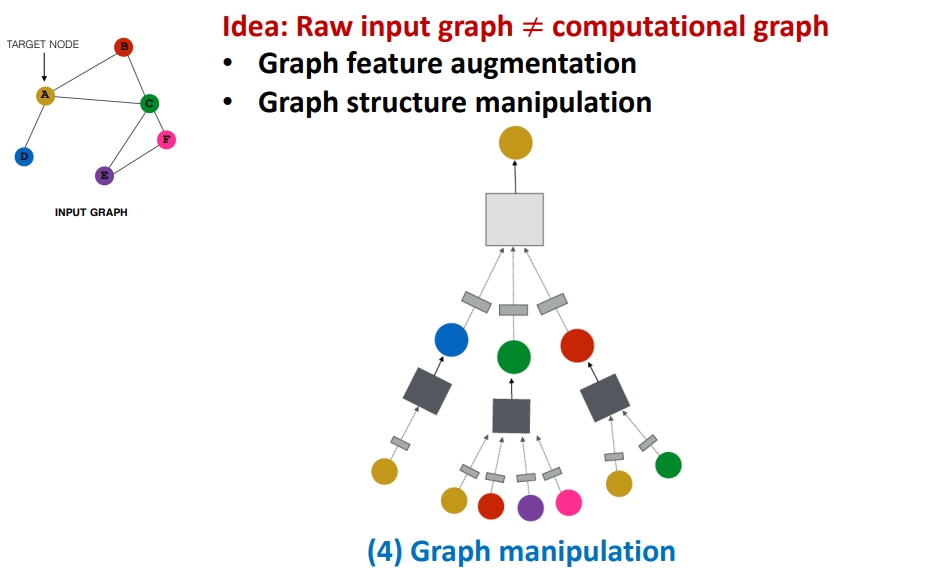 Idea: Raw input graph ≠ computational graph
• Graph feature augmentation
• Graph structure manipulation
TARGET NODE
B
A
C
F
D
E
INPUT GRAPH
(4) Graph manipulation